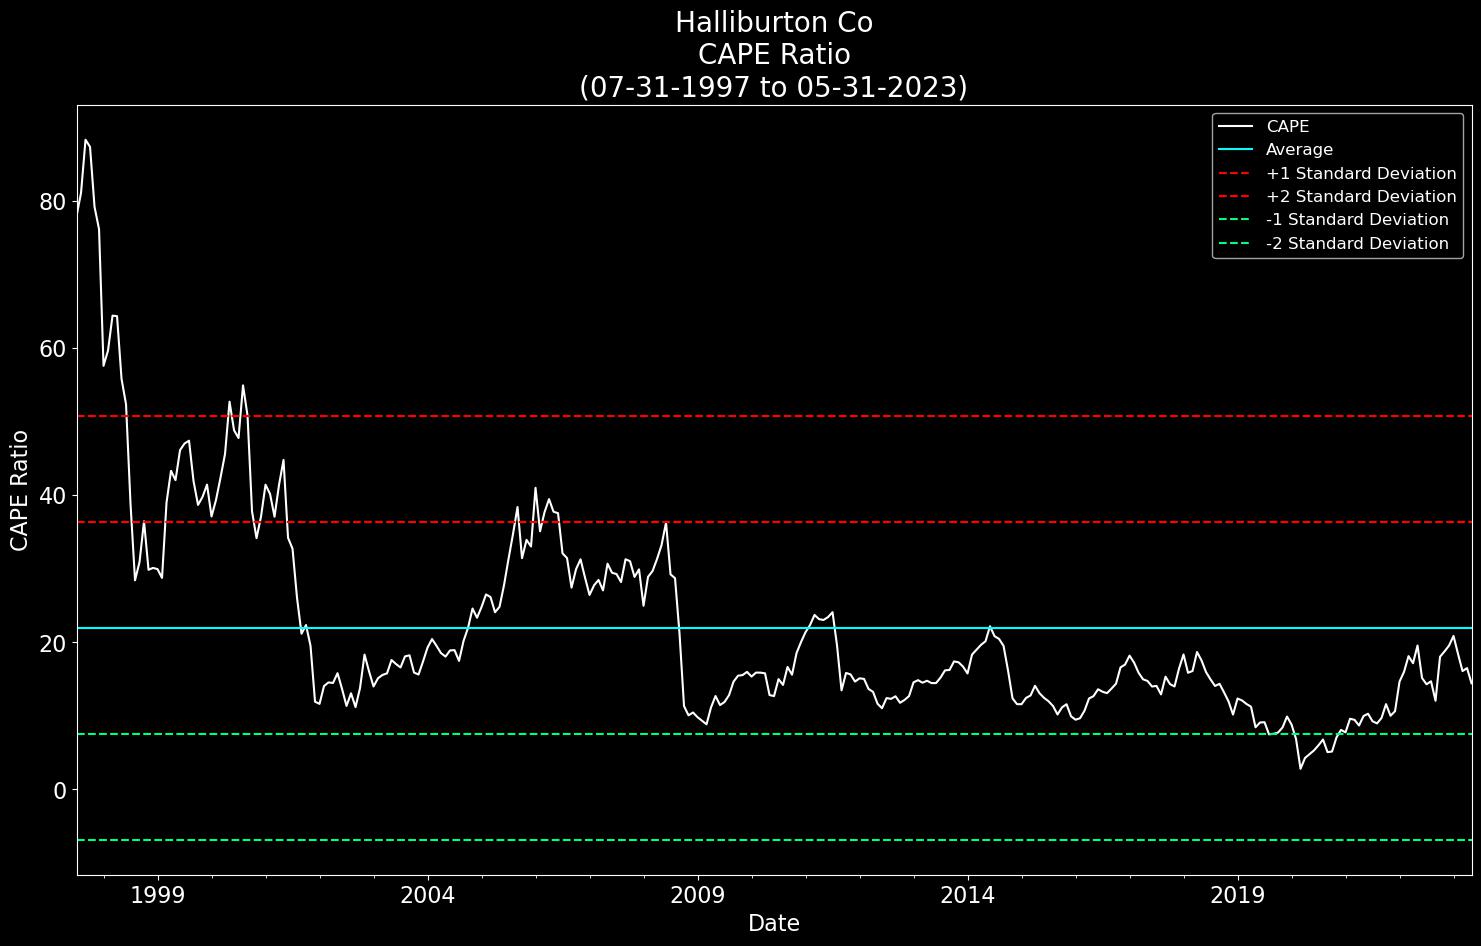 Halliburton Co
CAPE Ratio
(07-31-1997 to 05-31-2023)
CAPE
Average
+1 Standard Deviation
+2 Standard Deviation
-1 Standard Deviation
-2 Standard Deviation
80
60
40
20
0
CAPE Ratio
1999 2004 2009 2014 2019
Date